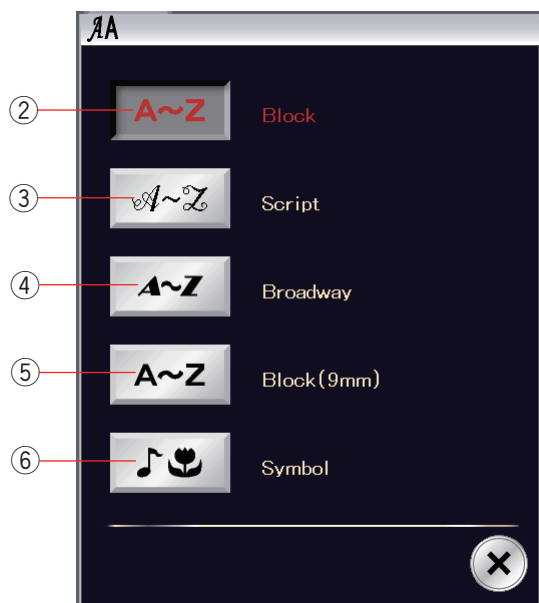 AA
② A~Z Block
③ A~Z Script
④ A~Z Broadway
⑤ A~Z Block(9mm)
⑥ Symbol